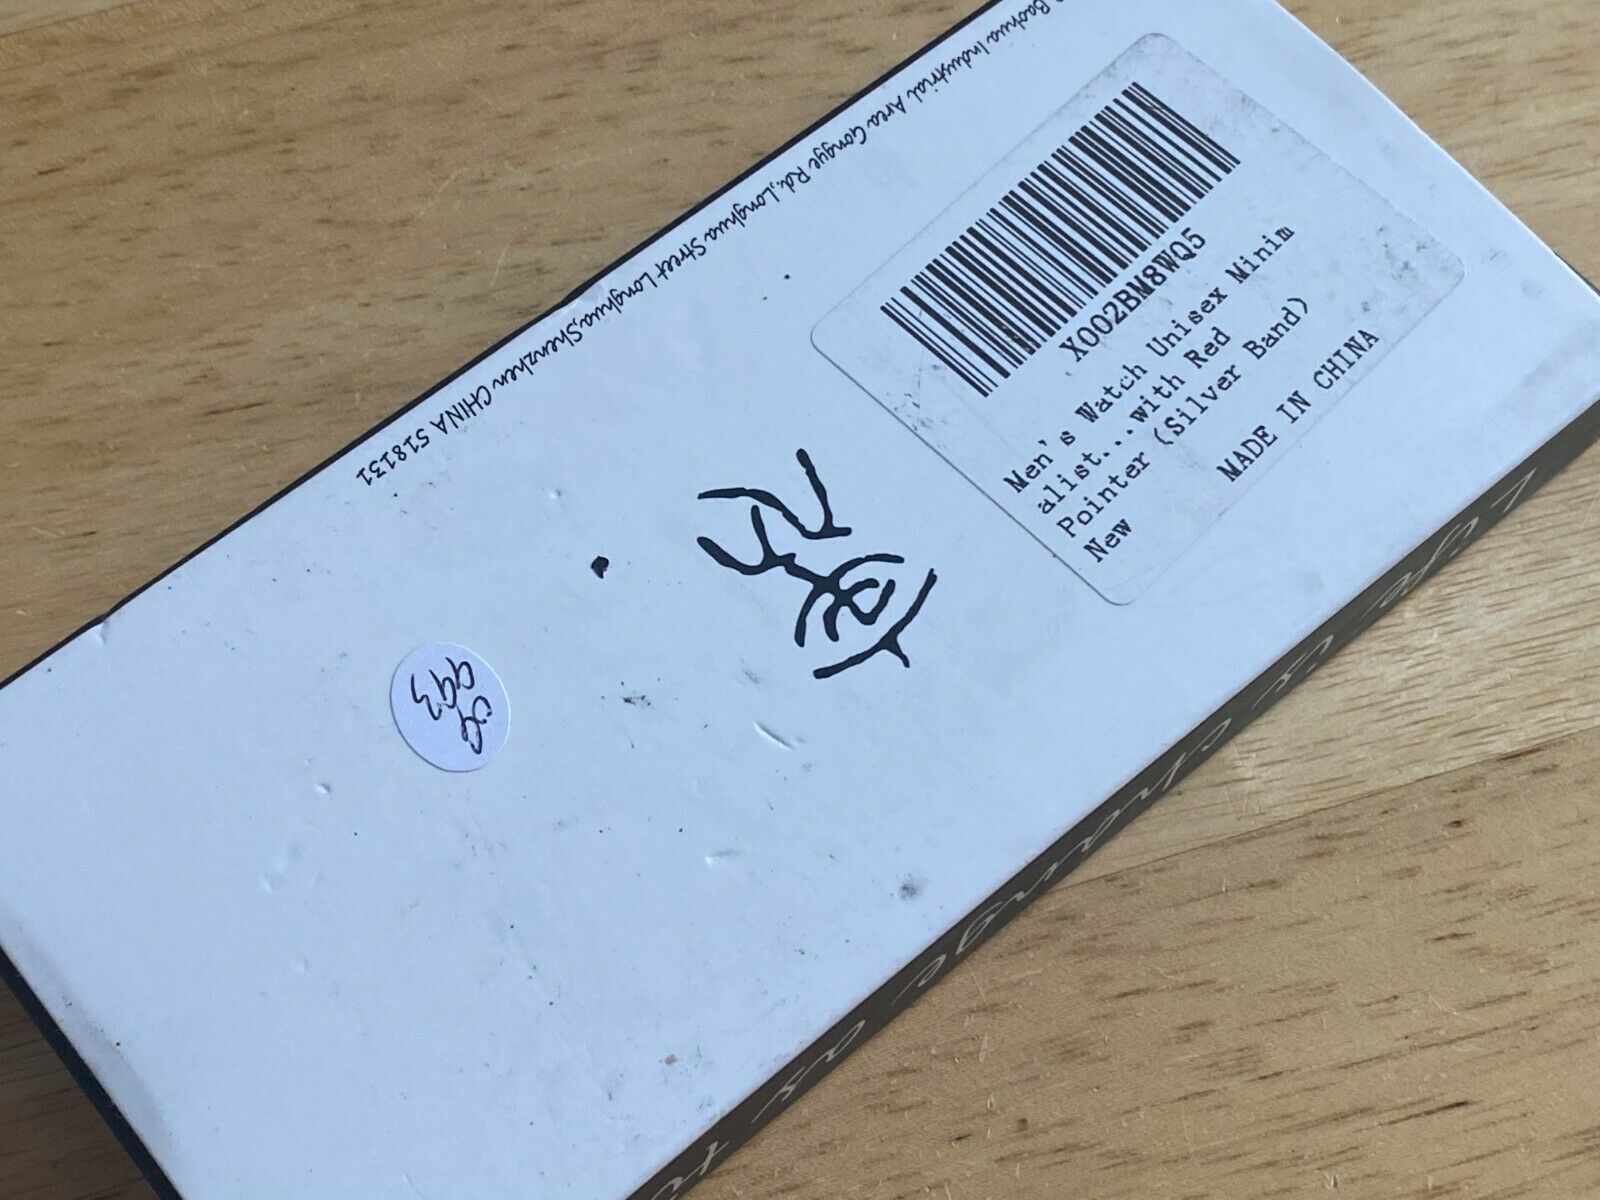 Baohua Industrial Area Gongye Rd.,Longhua Street Longhua,Shenzhen CHINA 518131
X002BM8WQ5
Men's Watch Unisex Minim
alist...with Red
Pointer (Silver Band)
New
MADE IN CHINA
993